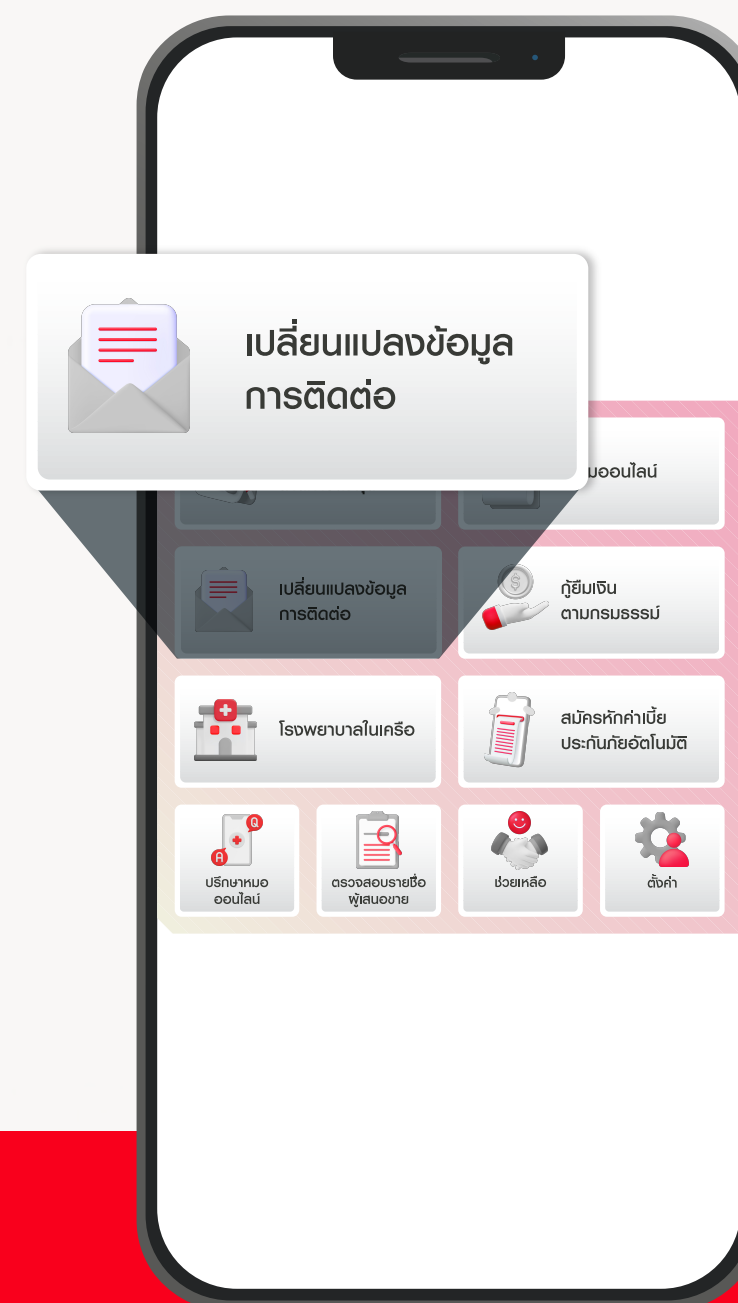 เปลี่ยนแปลงข้อมูล
การติดต่อ
เปลี่ยนแปลงข้อมูล
การติดต่อ
กู้ยืมเงิน
ตามกรมธรรม์
โรงพยาบาลในเครือ
สมัครหักค่าเบี้ย
ประกันภัยอัตโนมัติ
Q
A
ปรึกษาหมอ
ออนไลน์
ตรวจสอบรายชื่อ
ผู้เสนอขาย
ช่วยเหลือ
ตั้งค่า